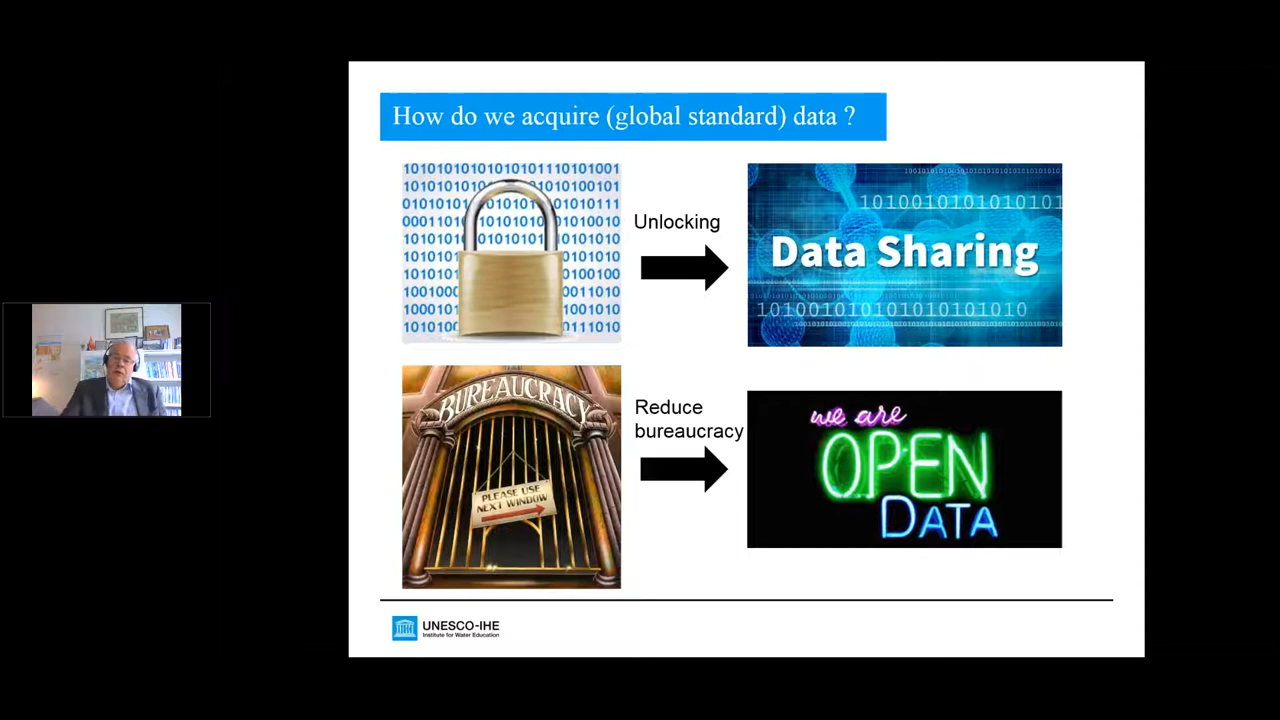 How do we acquire (global standard) data ?
10101010101010101110101001
Unlocking
Data Sharing
BUREAUCRACY
PLEASE USE
NEXT WINDOW
Reduce
bureaucracy
we are
OPEN
DATA
UNESCO-IHE
Institute for Water Education